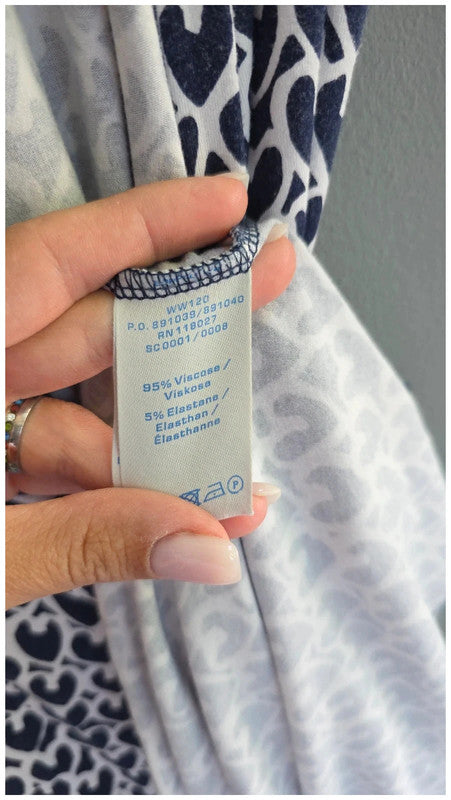 WW120
P.O. 891039/891040
RN 118027
SC0001/0008
95% Viscose /
Viskose
5% Elastane /
Elasthan /
Élasthanne
P